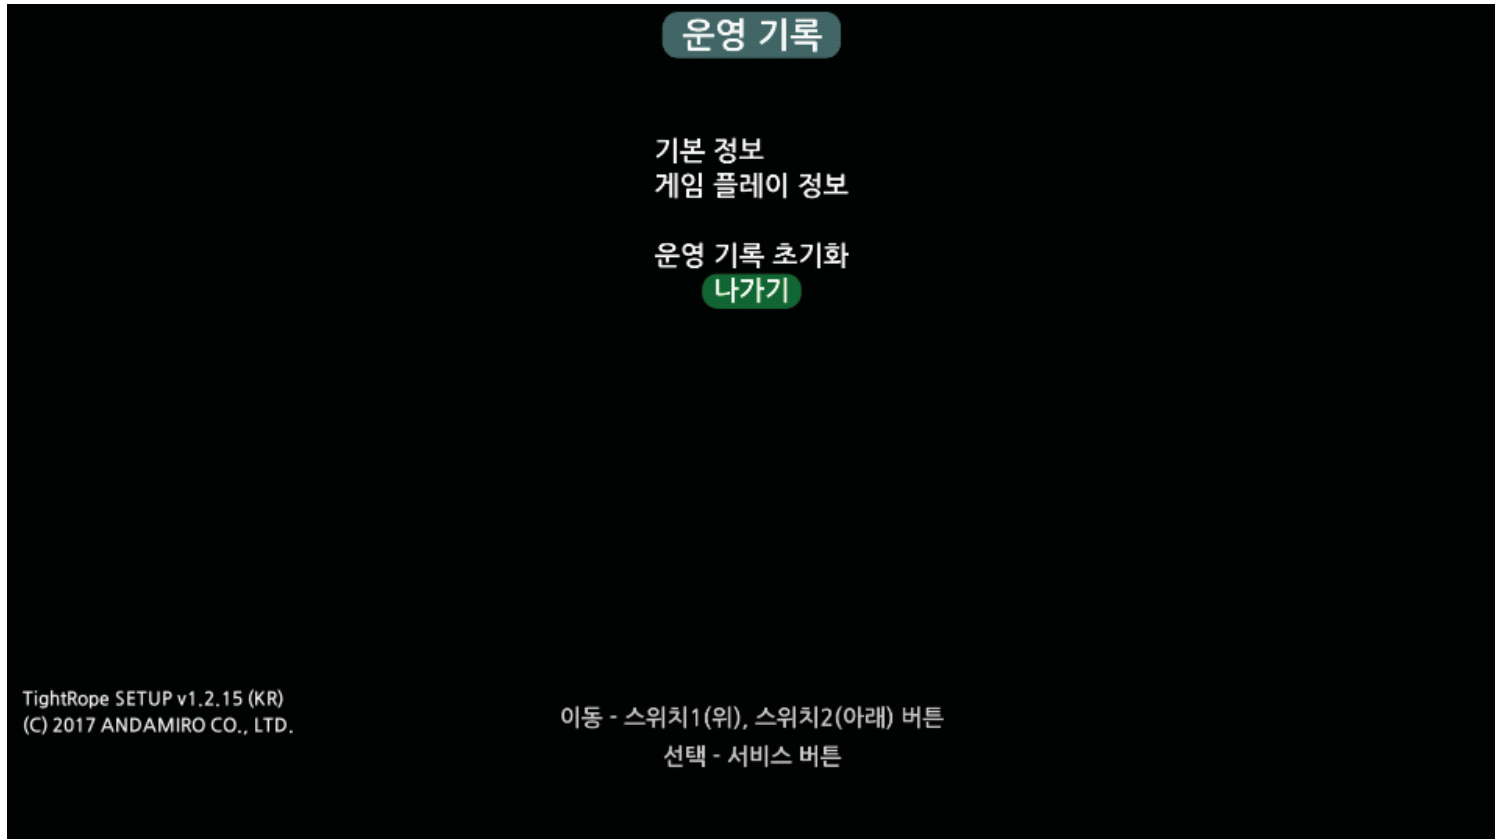 운영 기록
기본 정보
게임 플레이 정보
운영 기록 초기화
나가기
TightRope SETUP v1.2.15 (KR)
(C) 2017 ANDAMIRO CO., LTD.
이동 - 스위치1(위), 스위치2(아래) 버튼
선택 - 서비스 버튼